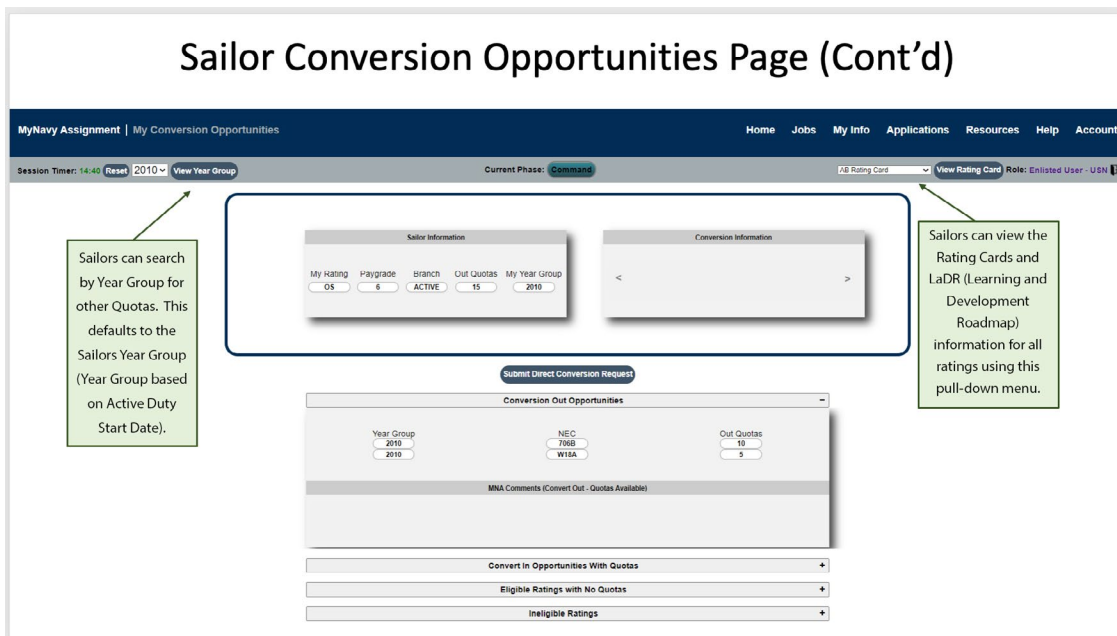 Sailor Conversion Opportunities Page (Cont’d)
MyNavy Assignment | My Conversion Opportunities
Home Jobs My Info Applications Resources Help Account
Session Timer: 14:40 Reset 2010 View Year Group
Current Phase: Command
AB Rating Card View Rating Card Role: Enlisted User - USN
Sailors can search
by Year Group for
other Quotas. This
defaults to the
Sailors Year Group
(Year Group based
on Active Duty
Start Date).
Sailor Information
My Rating Paygrade Branch Out Quotas My Year Group
OS 6 ACTIVE 15 2010
Conversion Information
< >
Sailors can view the
Rating Cards and
LaDR (Learning and
Development
Roadmap)
information for all
ratings using this
pull-down menu.
Submit Direct Conversion Request
Conversion Out Opportunities −
Year Group NEC Out Quotas
2010 706B 10
2010 W18A 5
MNA Comments (Convert Out - Quotas Available)
Convert In Opportunities With Quotas +
Eligible Ratings with No Quotas +
Ineligible Ratings +